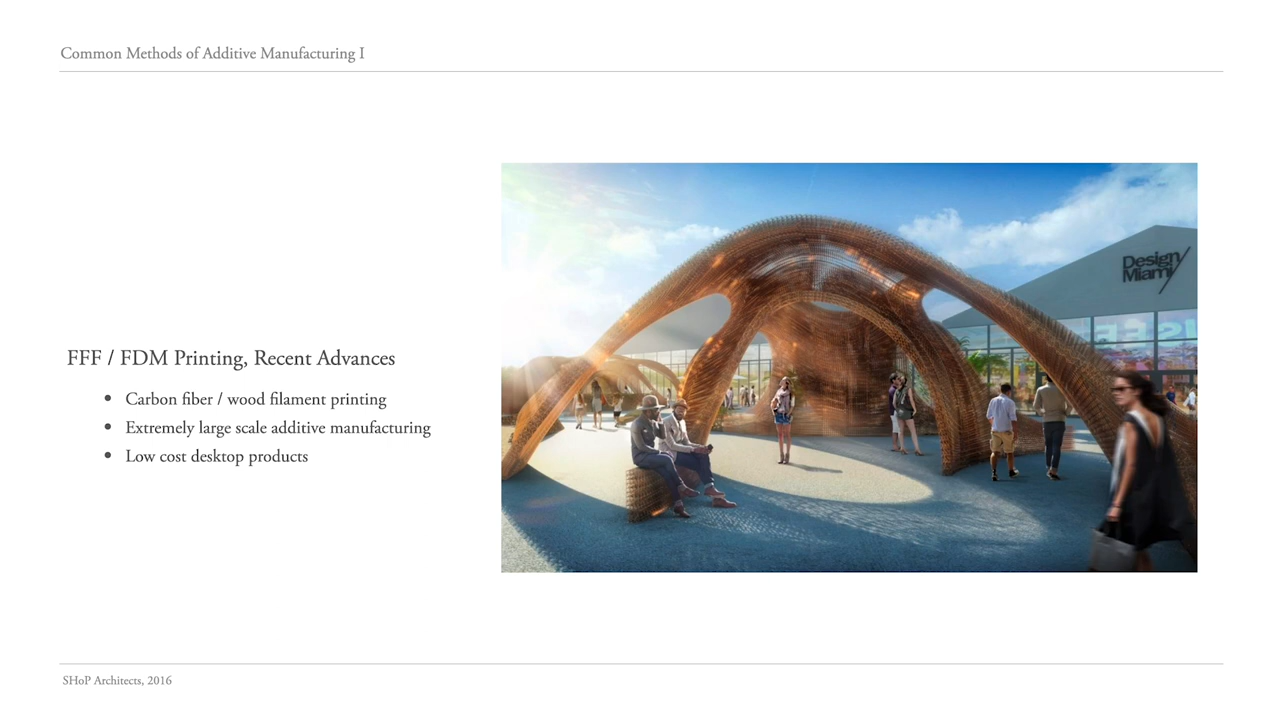 Common Methods of Additive Manufacturing I
FFF / FDM Printing, Recent Advances
• Carbon fiber / wood filament printing
• Extremely large scale additive manufacturing
• Low cost desktop products
Design
Miami/
SHoP Architects, 2016